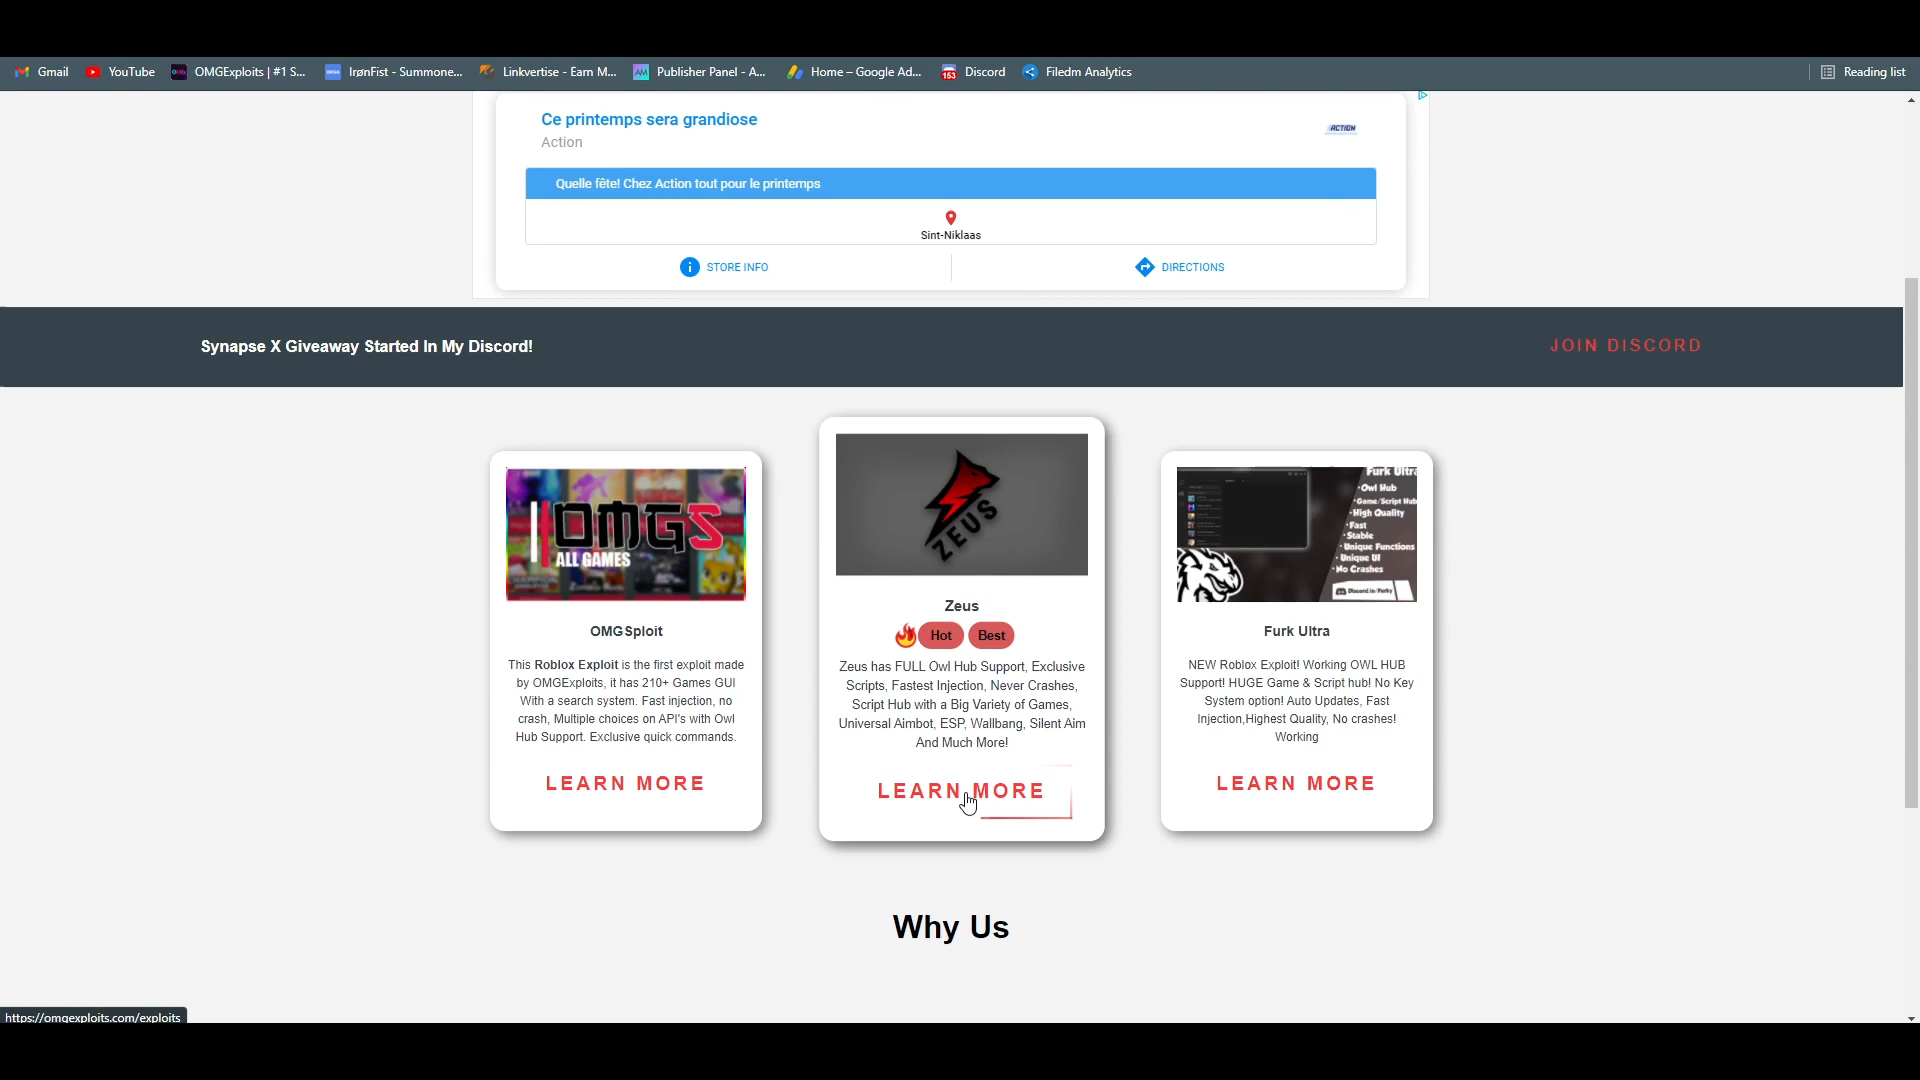 Gmail YouTube OMGExploits | #1 S... IrønFist - Summone... Linkvertise - Earn M... Publisher Panel - A... Home – Google Ad... 153 Discord Filedm Analytics Reading list
Ce printemps sera grandiose
Action
ACTION
Quelle fête! Chez Action tout pour le printemps
Sint-Niklaas
STORE INFO DIRECTIONS
Synapse X Giveaway Started In My Discord! JOIN DISCORD
OMGS
ALL GAMES
OMGSploit
This Roblox Exploit is the first exploit made
by OMGExploits, it has 210+ Games GUI
With a search system. Fast injection, no
crash, Multiple choices on API's with Owl
Hub Support. Exclusive quick commands.
LEARN MORE
ZEUS
Zeus
Hot Best
Zeus has FULL Owl Hub Support, Exclusive
Scripts, Fastest Injection, Never Crashes,
Script Hub with a Big Variety of Games,
Universal Aimbot, ESP, Wallbang, Silent Aim
And Much More!
LEARN MORE
Furk Ultra
•Owl Hub
•Game/Script Hub
•High Quality
•Fast
•Stable
•Unique Functions
•Unique UI
•No Crashes
Discord.io/Furky
Furk Ultra
NEW Roblox Exploit! Working OWL HUB
Support! HUGE Game & Script hub! No Key
System option! Auto Updates, Fast
Injection,Highest Quality, No crashes!
Working
LEARN MORE
Why Us
https://omgexploits.com/exploits